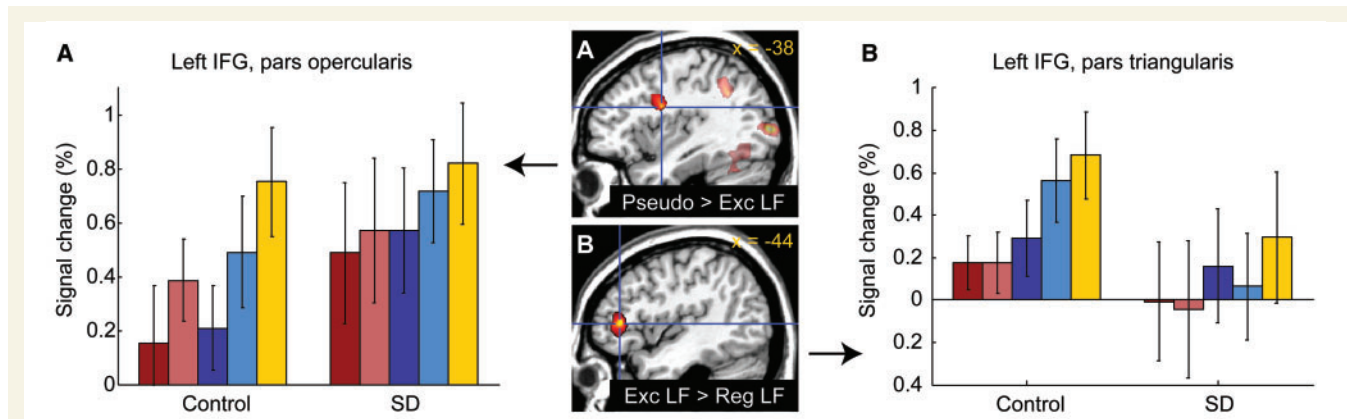 A
Left IFG, pars opercularis
Signal change (%)
1
0.8
0.6
0.4
0.2
0
Control
SD
A
x = -38
Pseudo > Exc LF
B
x = -44
Exc LF > Reg LF
B
Left IFG, pars triangularis
Signal change (%)
1
0.8
0.6
0.4
0.2
0
0.2
0.4
Control
SD